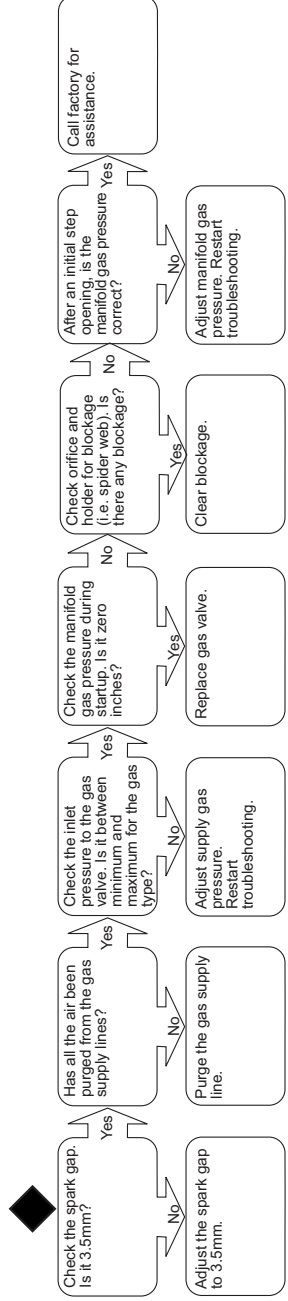 Check the spark gap.
Is it 3.5mm?
Yes
No
Adjust the spark gap
to 3.5mm.
Has all the air been
purged from the gas
supply lines?
Yes
No
Purge the gas supply
line.
Check the inlet
pressure to the gas
valve. Is it between
minimum and
maximum for the gas
type?
Yes
No
Adjust supply gas
pressure.
Restart
troubleshooting.
Check the manifold
gas pressure during
startup. Is it zero
inches?
No
Yes
Replace gas valve.
Check orifice and
holder for blockage
(i.e. spider web). Is
there any blockage?
No
Yes
Clear blockage.
After an initial step
opening, is the
manifold gas pressure
correct?
Yes
No
Adjust manifold gas
pressure. Restart
troubleshooting.
Call factory for
assistance.